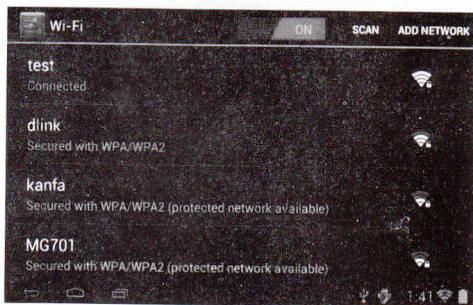 Wi-Fi ON SCAN ADD NETWORK
test
Connected
dlink
Secured with WPA/WPA2
kanfa
Secured with WPA/WPA2 (protected network available)
MG701
Secured with WPA/WPA2 (protected network available)
1:41